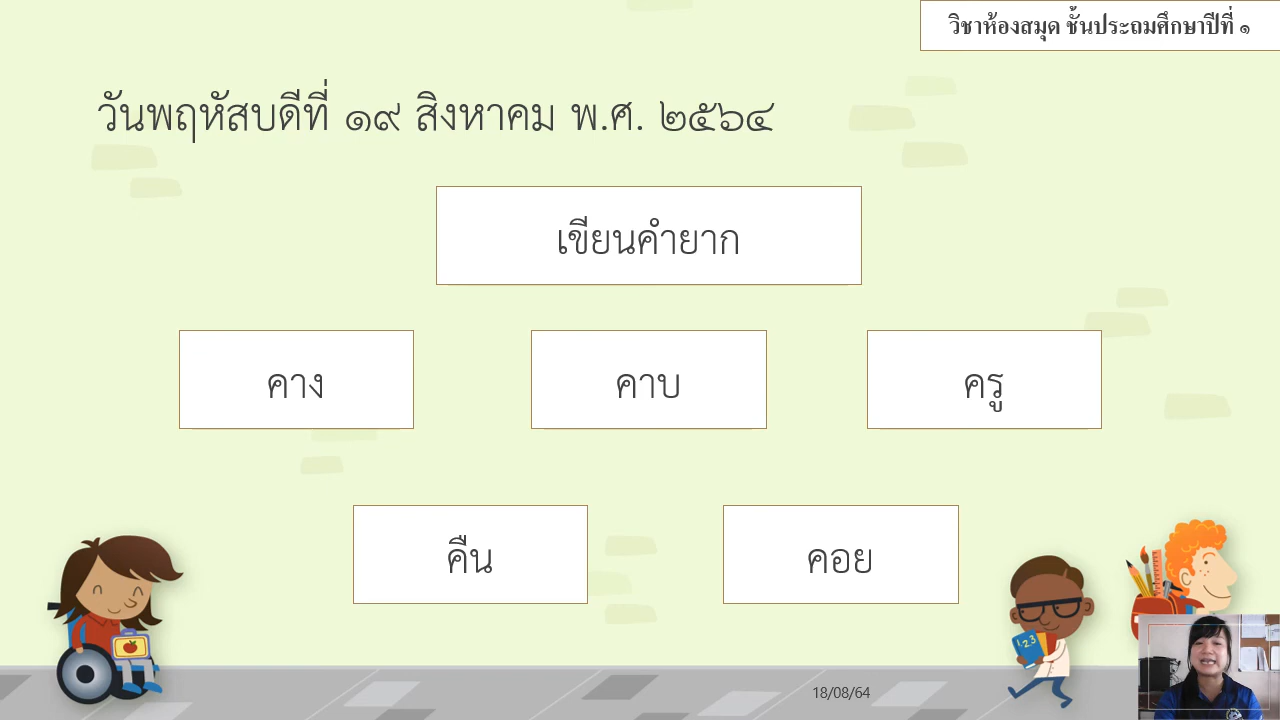 วิชาห้องสมุด ชั้นประถมศึกษาปีที่ ๑
วันพฤหัสบดีที่ ๑๙ สิงหาคม พ.ศ. ๒๕๖๔
เขียนคำยาก
คาง
คาบ
ครู
คืน
คอย
123
18/08/64